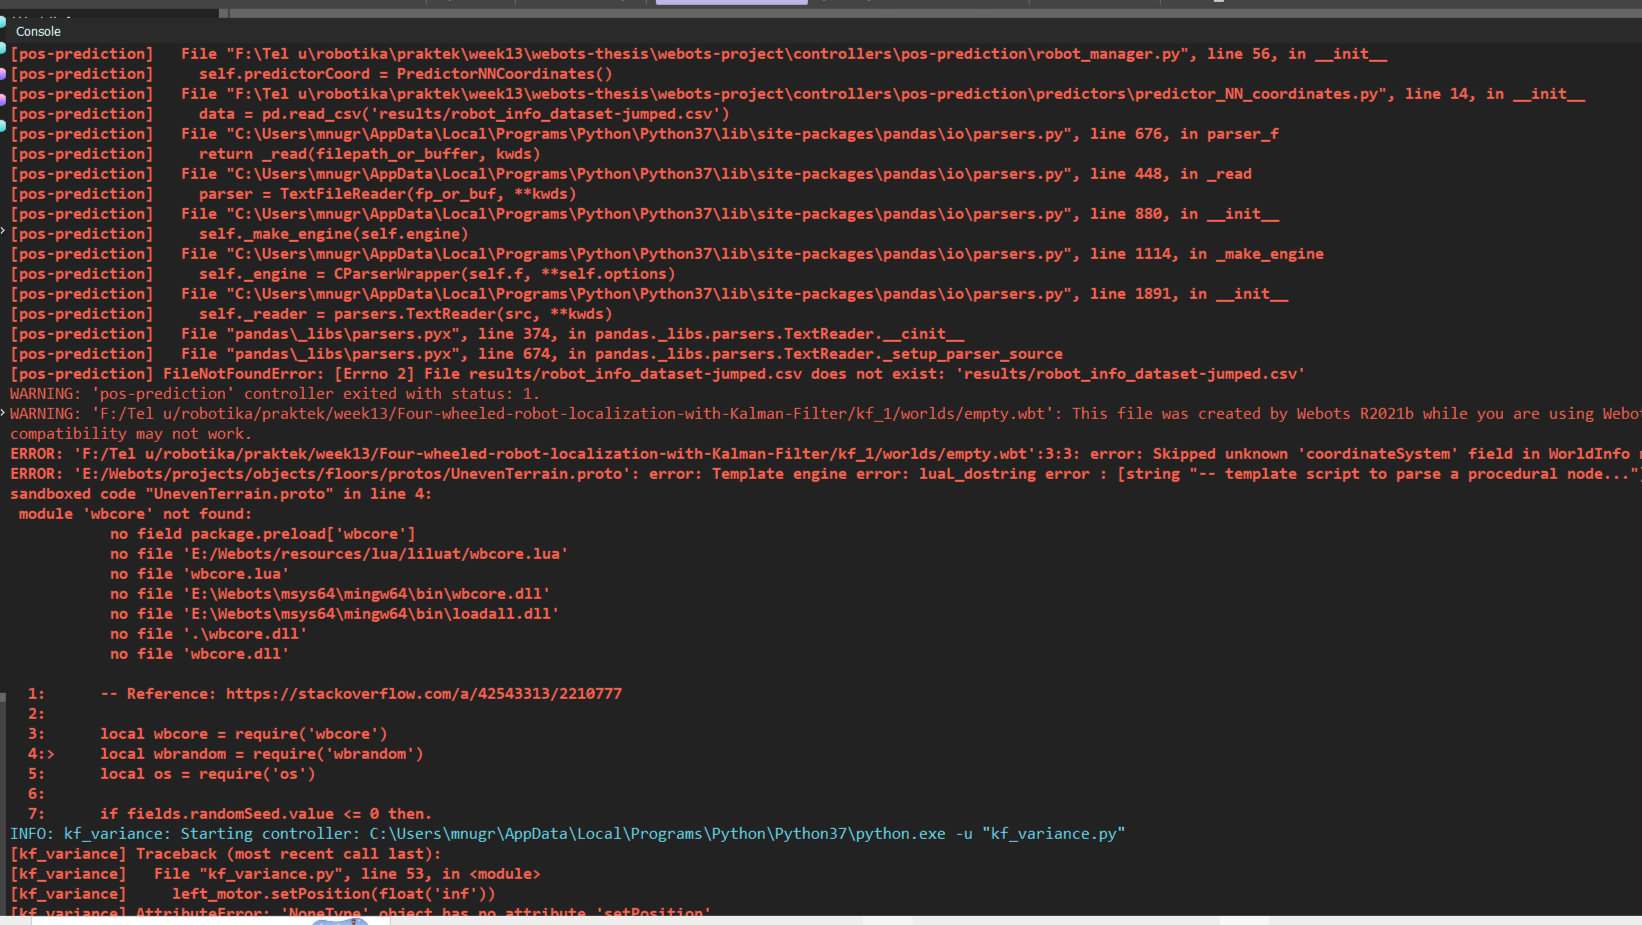 Console
[pos-prediction]   File "F:\Tel u\robotika\praktek\week13\webots-thesis\webots-project\controllers\pos-prediction\robot_manager.py", line 56, in __init__
[pos-prediction]     self.predictorCoord = PredictorNNCoordinates()
[pos-prediction]   File "F:\Tel u\robotika\praktek\week13\webots-thesis\webots-project\controllers\pos-prediction\predictors\predictor_NN_coordinates.py", line 14, in __init__
[pos-prediction]     data = pd.read_csv('results/robot_info_dataset-jumped.csv')
[pos-prediction]   File "C:\Users\mnugr\AppData\Local\Programs\Python\Python37\lib\site-packages\pandas\io\parsers.py", line 676, in parser_f
[pos-prediction]     return _read(filepath_or_buffer, kwds)
[pos-prediction]   File "C:\Users\mnugr\AppData\Local\Programs\Python\Python37\lib\site-packages\pandas\io\parsers.py", line 448, in _read
[pos-prediction]     parser = TextFileReader(fp_or_buf, **kwds)
[pos-prediction]   File "C:\Users\mnugr\AppData\Local\Programs\Python\Python37\lib\site-packages\pandas\io\parsers.py", line 880, in __init__
[pos-prediction]     self._make_engine(self.engine)
[pos-prediction]   File "C:\Users\mnugr\AppData\Local\Programs\Python\Python37\lib\site-packages\pandas\io\parsers.py", line 1114, in _make_engine
[pos-prediction]     self._engine = CParserWrapper(self.f, **self.options)
[pos-prediction]   File "C:\Users\mnugr\AppData\Local\Programs\Python\Python37\lib\site-packages\pandas\io\parsers.py", line 1891, in __init__
[pos-prediction]     self._reader = parsers.TextReader(src, **kwds)
[pos-prediction]   File "pandas\_libs\parsers.pyx", line 374, in pandas._libs.parsers.TextReader.__cinit__
[pos-prediction]   File "pandas\_libs\parsers.pyx", line 674, in pandas._libs.parsers.TextReader._setup_parser_source
[pos-prediction] FileNotFoundError: [Errno 2] File results/robot_info_dataset-jumped.csv does not exist: 'results/robot_info_dataset-jumped.csv'
WARNING: 'pos-prediction' controller exited with status: 1.
WARNING: 'F:/Tel u/robotika/praktek/week13/Four-wheeled-robot-localization-with-Kalman-Filter/kf_1/worlds/empty.wbt': This file was created by Webots R2021b while you are using Webot
compatibility may not work.
ERROR: 'F:/Tel u/robotika/praktek/week13/Four-wheeled-robot-localization-with-Kalman-Filter/kf_1/worlds/empty.wbt':3:3: error: Skipped unknown 'coordinateSystem' field in WorldInfo
ERROR: 'E:/Webots/projects/objects/floors/protos/UnevenTerrain.proto': error: Template engine error: luaL_dostring error : [string "-- template script to parse a procedural node..."]
sandboxed code "UnevenTerrain.proto" in line 4:
module 'wbcore' not found:
no field package.preload['wbcore']
no file 'E:/Webots/resources/lua/liluat/wbcore.lua'
no file 'wbcore.lua'
no file 'E:\Webots\msys64\mingw64\bin\wbcore.dll'
no file 'E:\Webots\msys64\mingw64\bin\loadall.dll'
no file '.\wbcore.dll'
no file 'wbcore.dll'
1:      -- Reference: https://stackoverflow.com/a/42543313/2210777
2:
3:      local wbcore = require('wbcore')
4:>     local wbrandom = require('wbrandom')
5:      local os = require('os')
6:
7:      if fields.randomSeed.value <= 0 then.
INFO: kf_variance: Starting controller: C:\Users\mnugr\AppData\Local\Programs\Python\Python37\python.exe -u "kf_variance.py"
[kf_variance] Traceback (most recent call last):
[kf_variance]   File "kf_variance.py", line 53, in <module>
[kf_variance]     left_motor.setPosition(float('inf'))
[kf_variance] AttributeError: 'NoneType' object has no attribute 'setPosition'